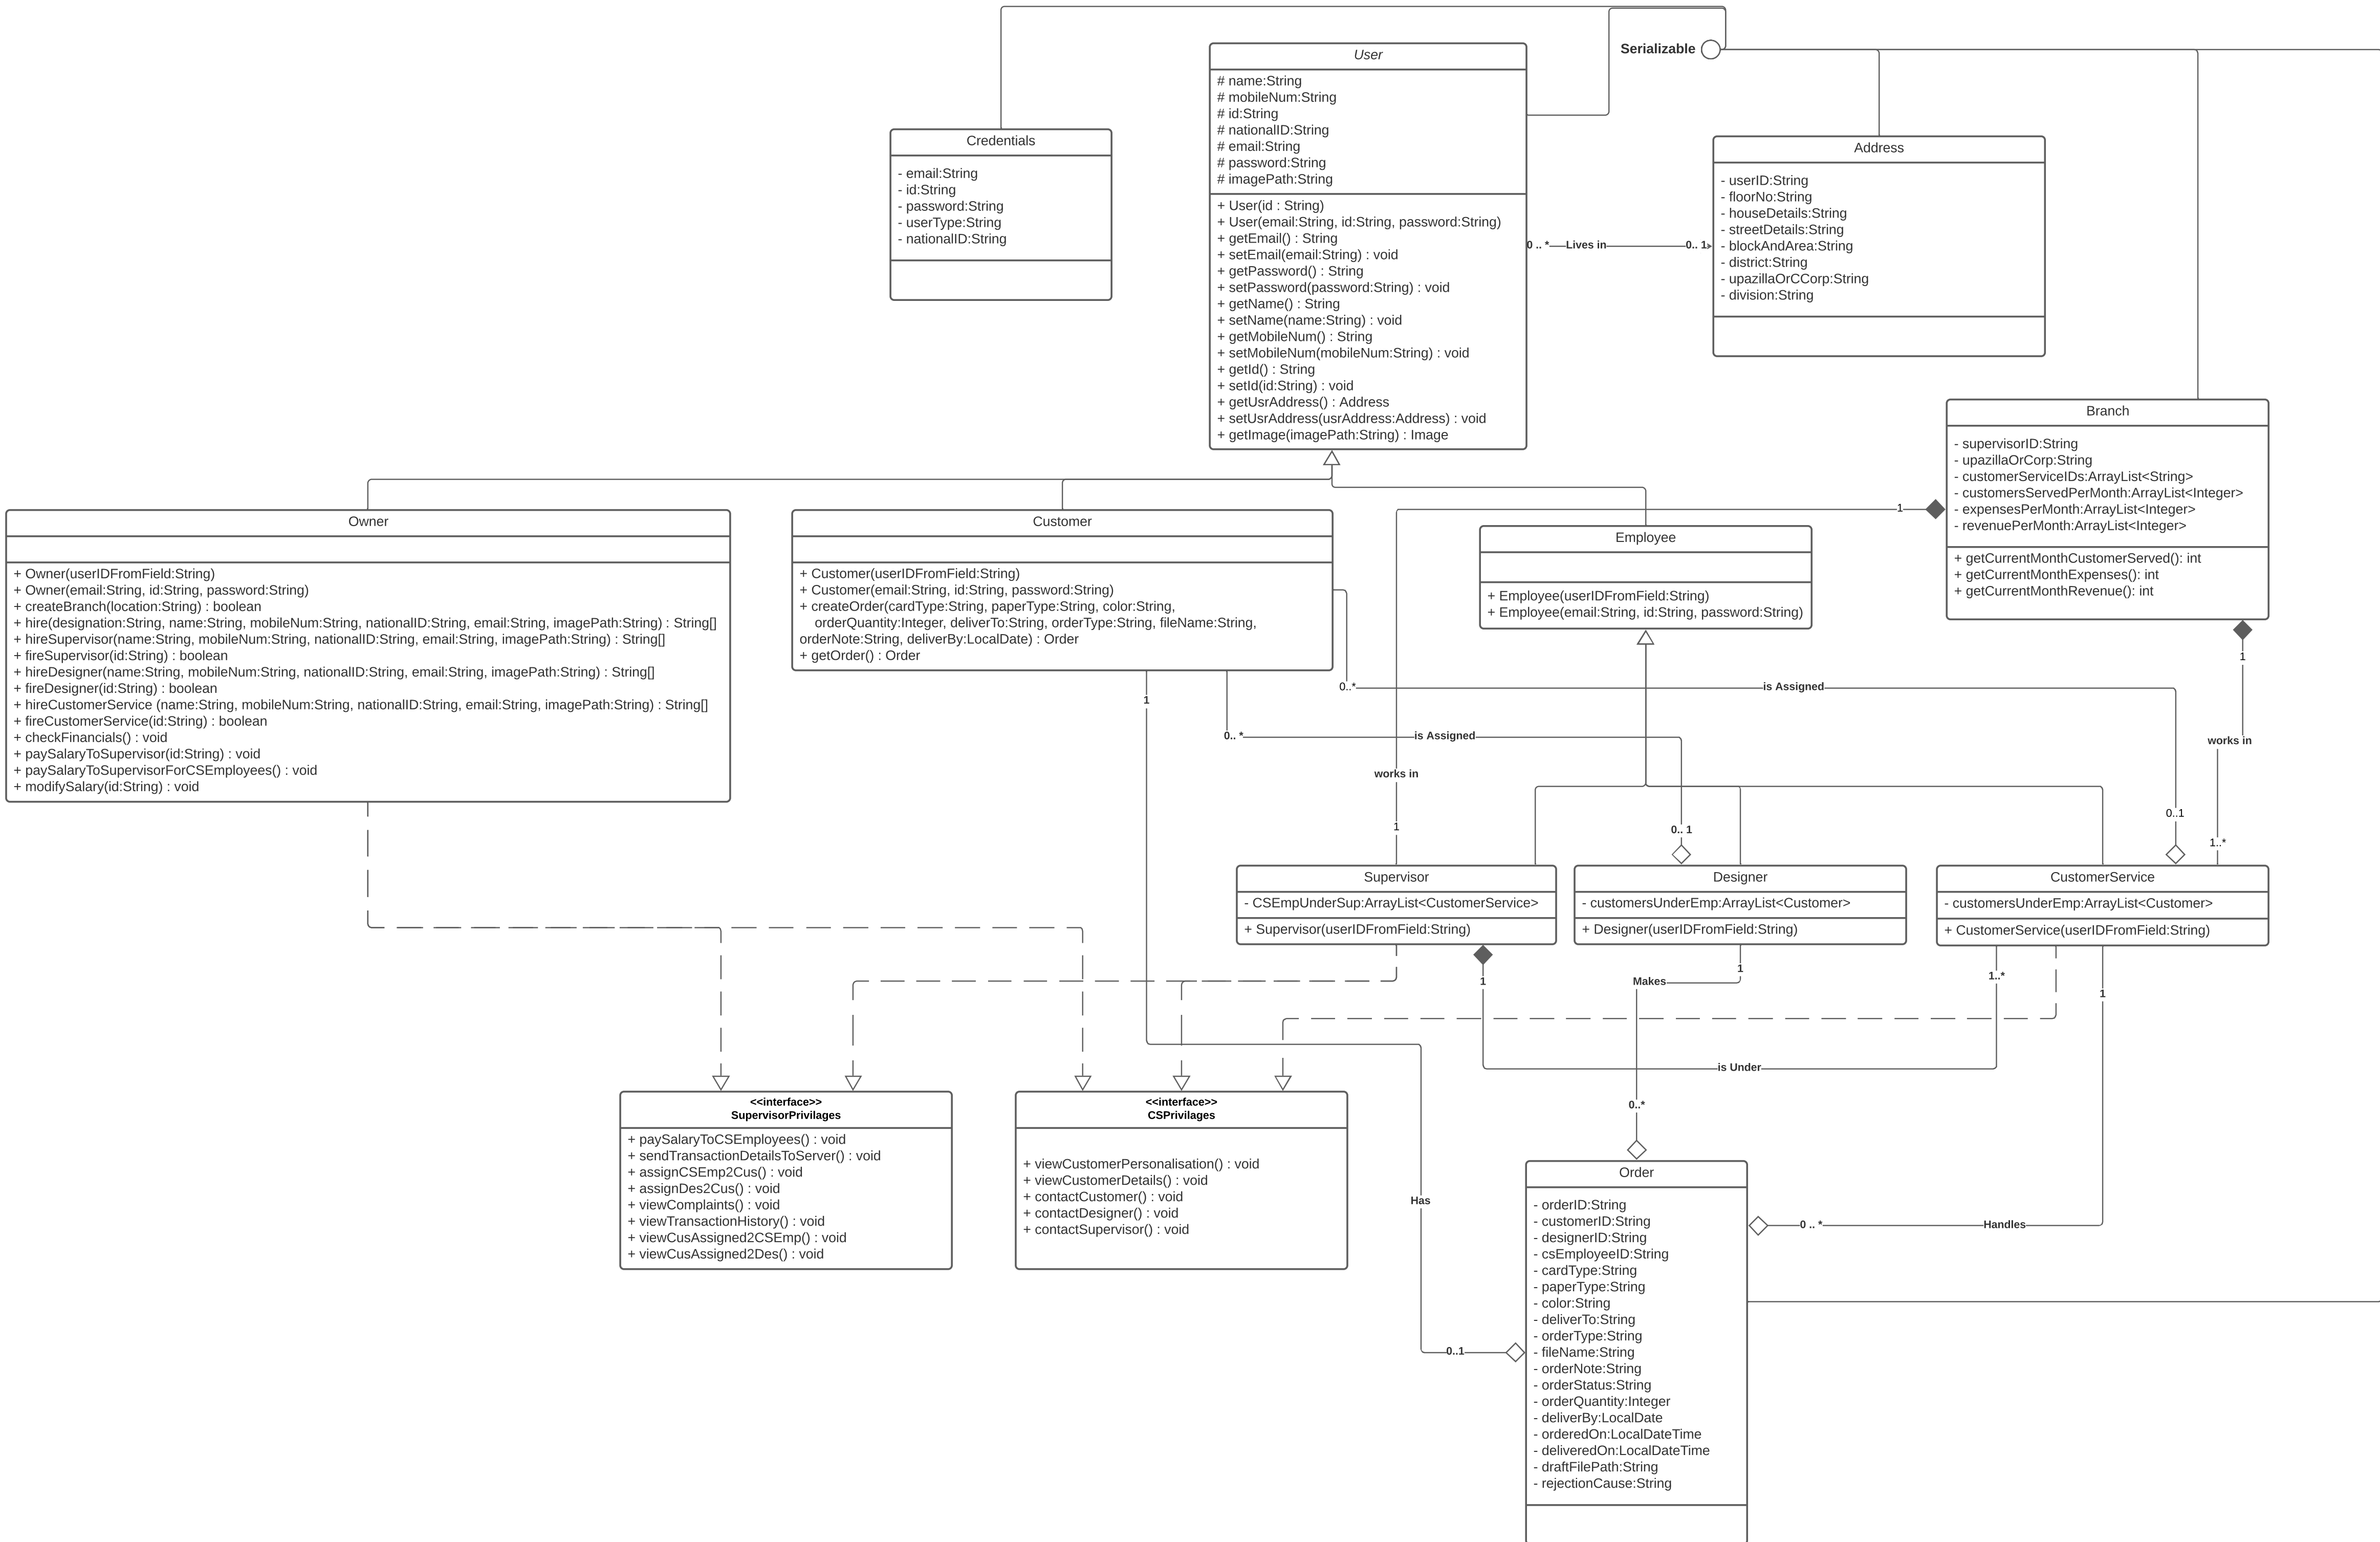 Serializable
User
# name:String
# mobileNum:String
# id:String
# nationalID:String
# email:String
# password:String
# imagePath:String
+ User(id : String)
+ User(email:String, id:String, password:String)
+ getEmail() : String
+ setEmail(email:String) : void
+ getPassword() : String
+ setPassword(password:String) : void
+ getName() : String
+ setName(name:String) : void
+ getMobileNum() : String
+ setMobileNum(mobileNum:String) : void
+ getId() : String
+ setId(id:String) : void
+ getUsrAddress() : Address
+ setUsrAddress(usrAddress:Address) : void
+ getImage(imagePath:String) : Image
Credentials
- email:String
- id:String
- password:String
- userType:String
- nationalID:String
0 .. *
Lives in
0.. 1
Address
- userID:String
- floorNo:String
- houseDetails:String
- streetDetails:String
- blockAndArea:String
- district:String
- upazillaOrCCorp:String
- division:String
Branch
- supervisorID:String
- upazillaOrCorp:String
- customerServiceIDs:ArrayList<String>
- customersServedPerMonth:ArrayList<Integer>
- expensesPerMonth:ArrayList<Integer>
- revenuePerMonth:ArrayList<Integer>
+ getCurrentMonthCustomerServed(): int
+ getCurrentMonthExpenses(): int
+ getCurrentMonthRevenue(): int
1
Owner
+ Owner(userIDFromField:String)
+ Owner(email:String, id:String, password:String)
+ createBranch(location:String) : boolean
+ hire(designation:String, name:String, mobileNum:String, nationalID:String, email:String, imagePath:String) : String[]
+ hireSupervisor(name:String, mobileNum:String, nationalID:String, email:String, imagePath:String) : String[]
+ fireSupervisor(id:String) : boolean
+ hireDesigner(name:String, mobileNum:String, nationalID:String, email:String, imagePath:String) : String[]
+ fireDesigner(id:String) : boolean
+ hireCustomerService (name:String, mobileNum:String, nationalID:String, email:String, imagePath:String) : String[]
+ fireCustomerService(id:String) : boolean
+ checkFinancials() : void
+ paySalaryToSupervisor(id:String) : void
+ paySalaryToSupervisorForCSEmployees() : void
+ modifySalary(id:String) : void
Customer
+ Customer(userIDFromField:String)
+ Customer(email:String, id:String, password:String)
+ createOrder(cardType:String, paperType:String, color:String,
orderQuantity:Integer, deliverTo:String, orderType:String, fileName:String,
orderNote:String, deliverBy:LocalDate) : Order
+ getOrder() : Order
Employee
+ Employee(userIDFromField:String)
+ Employee(email:String, id:String, password:String)
1
0..*
is Assigned
1
0.. *
is Assigned
works in
works in
0..1
1
0.. 1
1..*
Supervisor
- CSEmpUnderSup:ArrayList<CustomerService>
+ Supervisor(userIDFromField:String)
Designer
- customersUnderEmp:ArrayList<Customer>
+ Designer(userIDFromField:String)
CustomerService
- customersUnderEmp:ArrayList<Customer>
+ CustomerService(userIDFromField:String)
1
Makes
1
1..*
1
is Under
<<interface>>
SupervisorPrivilages
+ paySalaryToCSEmployees() : void
+ sendTransactionDetailsToServer() : void
+ assignCSEmp2Cus() : void
+ assignDes2Cus() : void
+ viewComplaints() : void
+ viewTransactionHistory() : void
+ viewCusAssigned2CSEmp() : void
+ viewCusAssigned2Des() : void
<<interface>>
CSPrivilages
+ viewCustomerPersonalisation() : void
+ viewCustomerDetails() : void
+ contactCustomer() : void
+ contactDesigner() : void
+ contactSupervisor() : void
0..*
Has
0..1
Order
- orderID:String
- customerID:String
- designerID:String
- csEmployeeID:String
- cardType:String
- paperType:String
- color:String
- deliverTo:String
- orderType:String
- fileName:String
- orderNote:String
- orderStatus:String
- orderQuantity:Integer
- deliverBy:LocalDate
- orderedOn:LocalDateTime
- deliveredOn:LocalDateTime
- draftFilePath:String
- rejectionCause:String
0 .. *
Handles